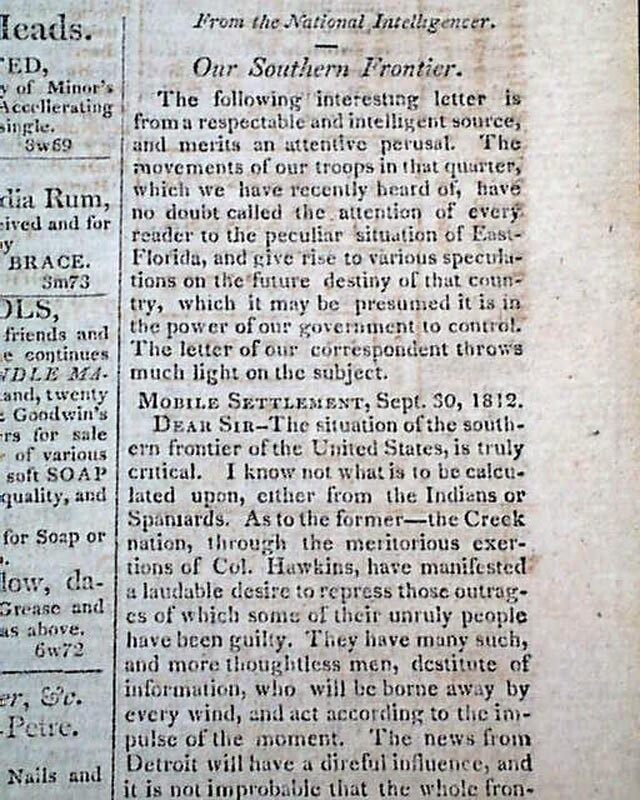 Heads.
TED,
y of Minor's
Accellerating
single.
3w69
dia Rum,
eived and for
by
BRACE.
3m73
OLS,
friends and
e continues
NDLE MA-
and, twenty
Goodwin's
rs for sale
of various
soft SOAP
quality, and
for Soap or
low, da-
Grease and
as above.
6w72
er, &c.
-Petre.
Nails and
From the National Intelligencer.
Our Southern Frontier.
The following interesting letter is
from a respectable and intelligent source,
and merits an attentive perusal. The
movements of our troops in that quarter,
which we have recently heard of, have
no doubt called the attention of every
reader to the peculiar situation of East-
Florida, and give rise to various specula-
tions on the future destiny of that coun-
try, which it may be presumed it is in
the power of our government to control.
The letter of our correspondent throws
much light on the subject.
MOBILE SETTLEMENT, Sept. 30, 1812.
DEAR SIR—The situation of the south-
ern frontier of the United States, is truly
critical. I know not what is to be calcu-
lated upon, either from the Indians or
Spaniards. As to the former—the Creek
nation, through the meritorious exer-
tions of Col. Hawkins, have manifested
a laudable desire to repress those outrag-
es of which some of their unruly people
have been guilty. They have many such,
and more thoughtless men, destitute of
information, who will be borne away by
every wind, and act according to the im-
pulse of the moment. The news from
Detroit will have a direful influence, and
it is not improbable that the whole fron-